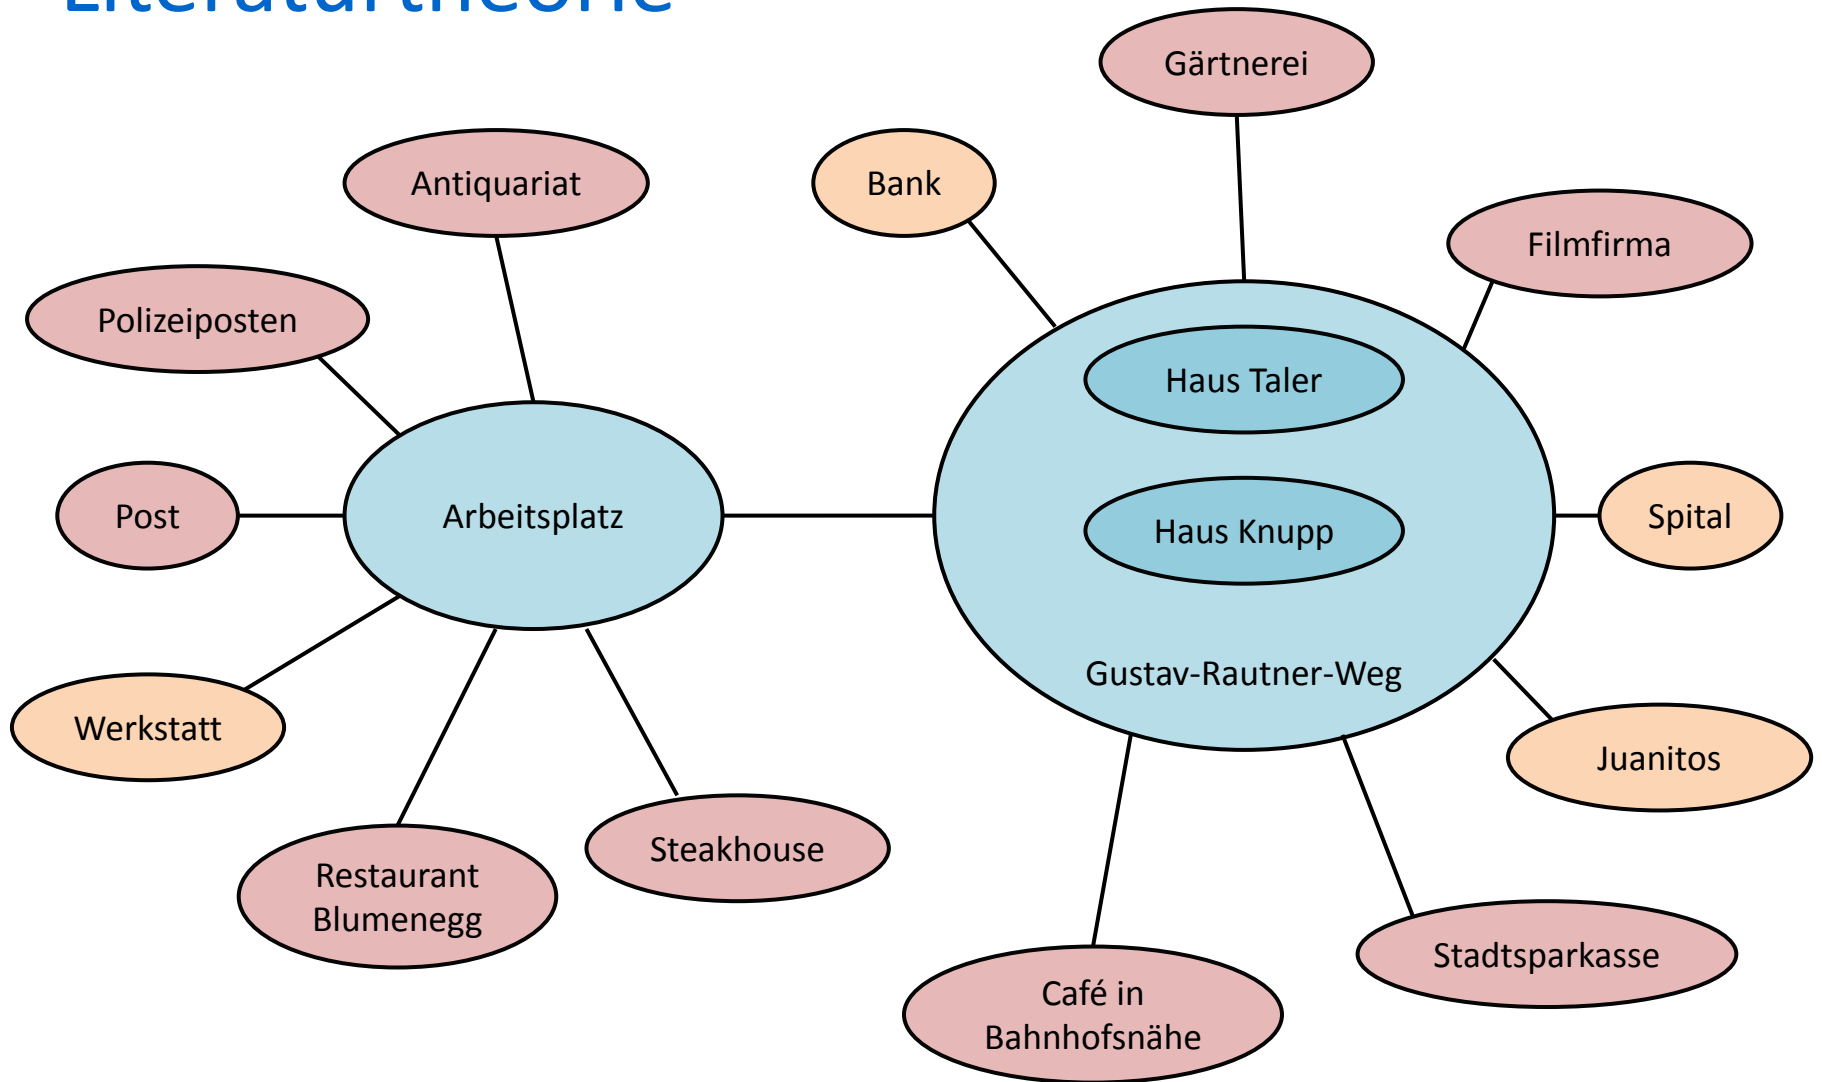 Literaturtheorie
Gärtnerei
Antiquariat
Bank
Filmfirma
Polizeiposten
Haus Taler
Post
Arbeitsplatz
Haus Knupp
Spital
Gustav-Rautner-Weg
Werkstatt
Juanitos
Steakhouse
Restaurant
Blumenegg
Stadtsparkasse
Café in
Bahnhofsnähe